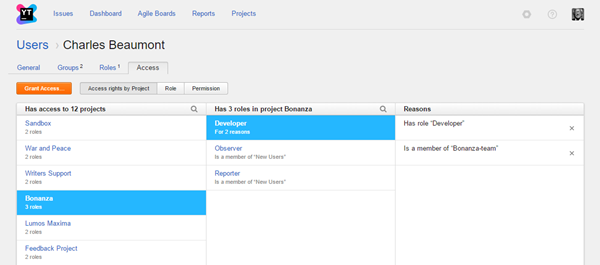 YT
Issues Dashboard Agile Boards Reports Projects
Users › Charles Beaumont
General Groups 2 Roles 1 Access
Grant Access... Access rights by Project Role Permission
Has access to 12 projects
Sandbox
2 roles
War and Peace
2 roles
Writers Support
2 roles
Bonanza
3 roles
Lumos Maxima
2 roles
Feedback Project
2 roles
Has 3 roles in project Bonanza
Developer
For 2 reasons
Observer
Is a member of "New Users"
Reporter
Is a member of "New Users"
Reasons
Has role "Developer"
Is a member of "Bonanza-team"